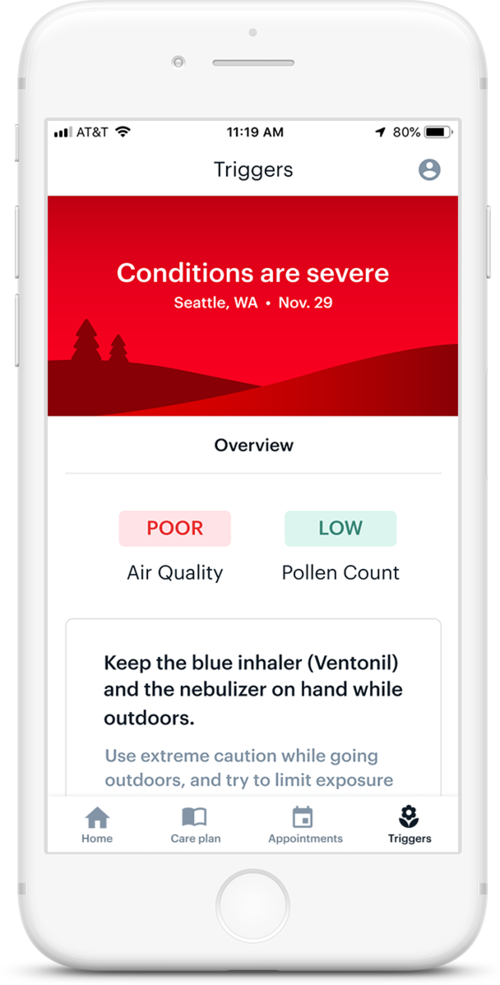 AT&T 11:19 AM 80%
Triggers
Conditions are severe
Seattle, WA • Nov. 29
Overview
POOR LOW
Air Quality Pollen Count
Keep the blue inhaler (Ventonil)
and the nebulizer on hand while
outdoors.
Use extreme caution while going
outdoors, and try to limit exposure
Home Care plan Appointments Triggers